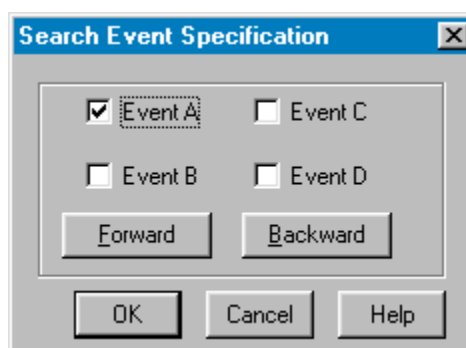 Search Event Specification
Event A Event C
Event B Event D
Forward Backward
OK Cancel Help